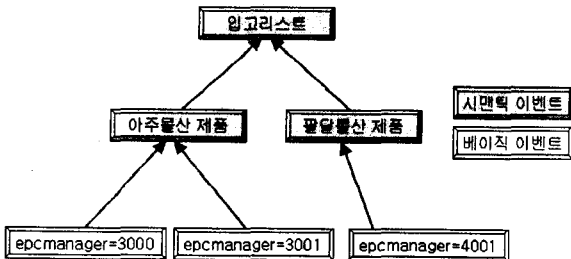 입고리스트
아주물산 제품
팔달물산 제품
시맨틱 이벤트
베이직 이벤트
epcmanager=3000
epcmanager=3001
epcmanager=4001